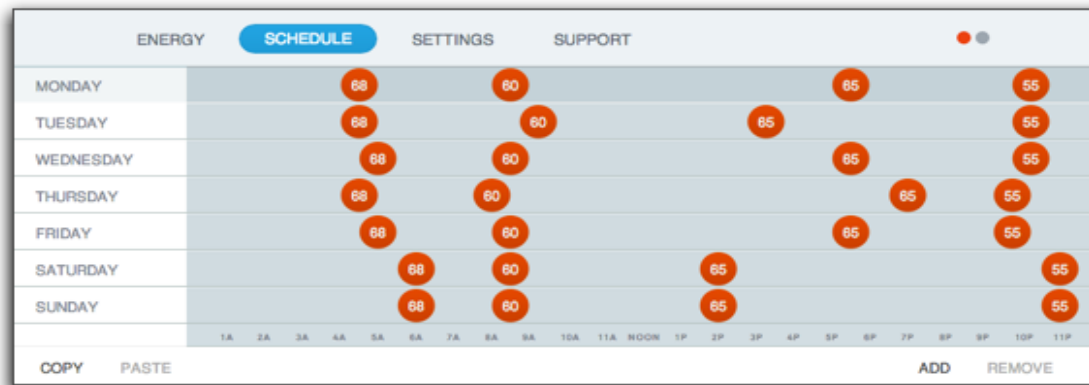 ENERGY SCHEDULE SETTINGS SUPPORT
MONDAY 68 60 65 55
TUESDAY 68 60 65 55
WEDNESDAY 68 60 65 55
THURSDAY 68 60 65 55
FRIDAY 68 60 65 55
SATURDAY 68 60 65 55
SUNDAY 68 60 65 55
1A 2A 3A 4A 5A 6A 7A 8A 9A 10A 11A NOON 1P 2P 3P 4P 5P 6P 7P 8P 9P 10P 11P
COPY PASTE ADD REMOVE